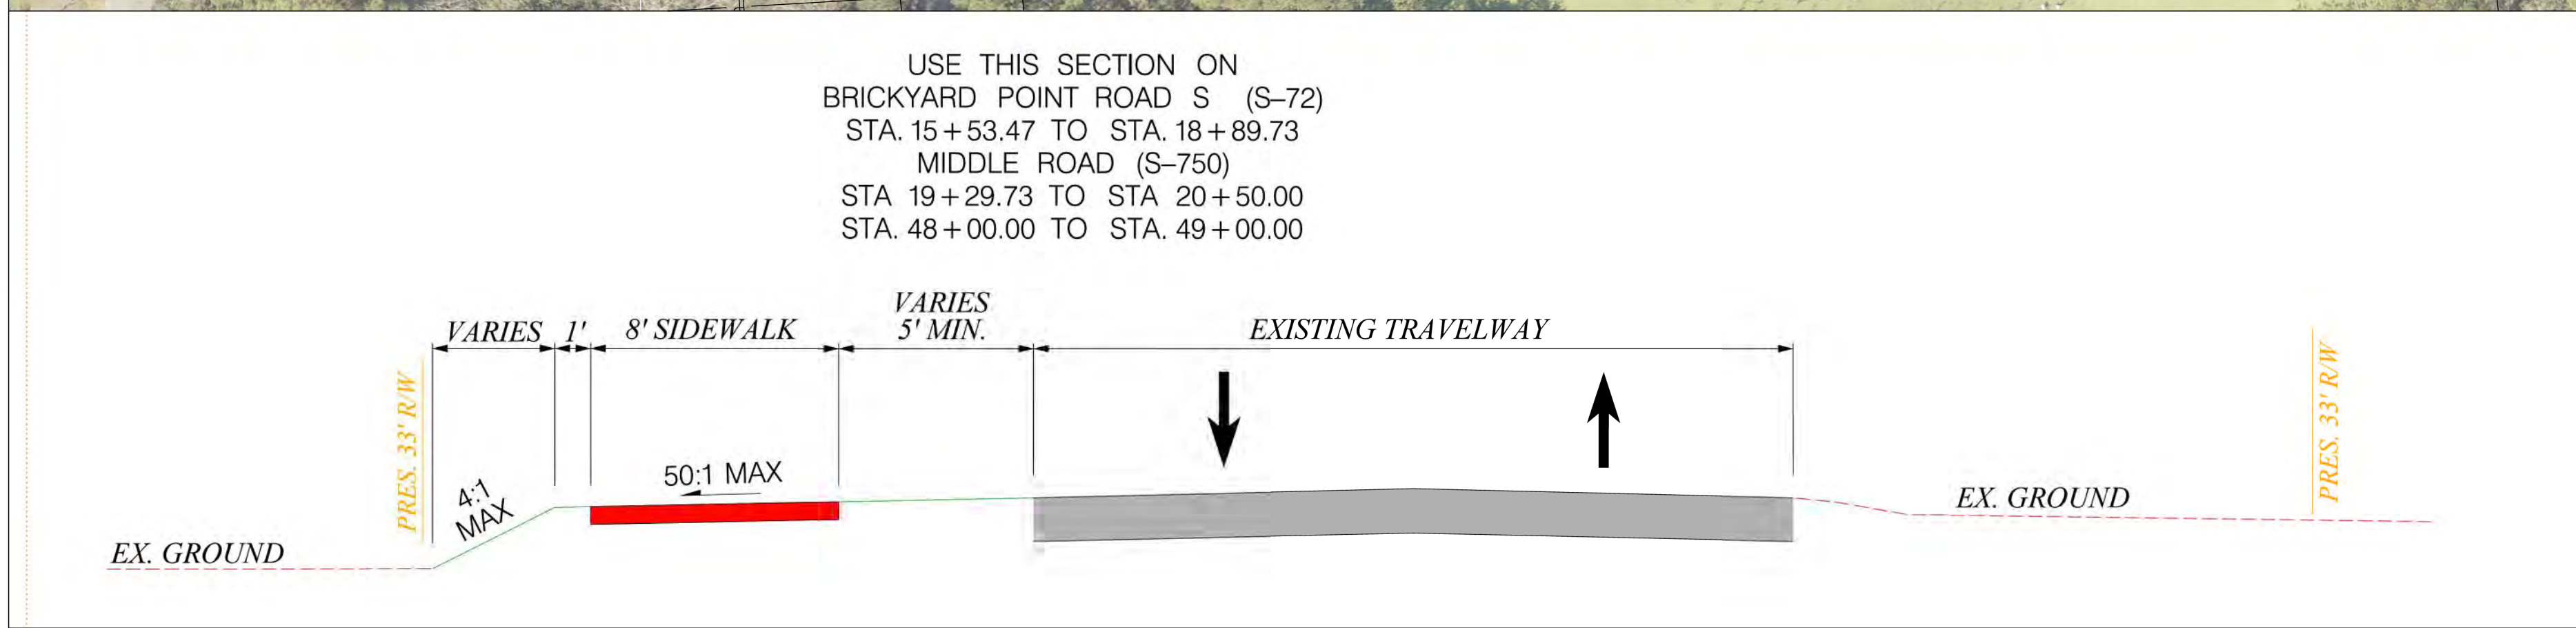 USE THIS SECTION ON
BRICKYARD POINT ROAD S (S–72)
STA. 15+53.47 TO STA. 18+89.73
MIDDLE ROAD (S–750)
STA 19+29.73 TO STA 20+50.00
STA. 48+00.00 TO STA. 49+00.00
VARIES
1'
8' SIDEWALK
VARIES
5' MIN.
EXISTING TRAVELWAY
PRES. 33' R/W
4:1
MAX
50:1 MAX
EX. GROUND
EX. GROUND
PRES. 33' R/W